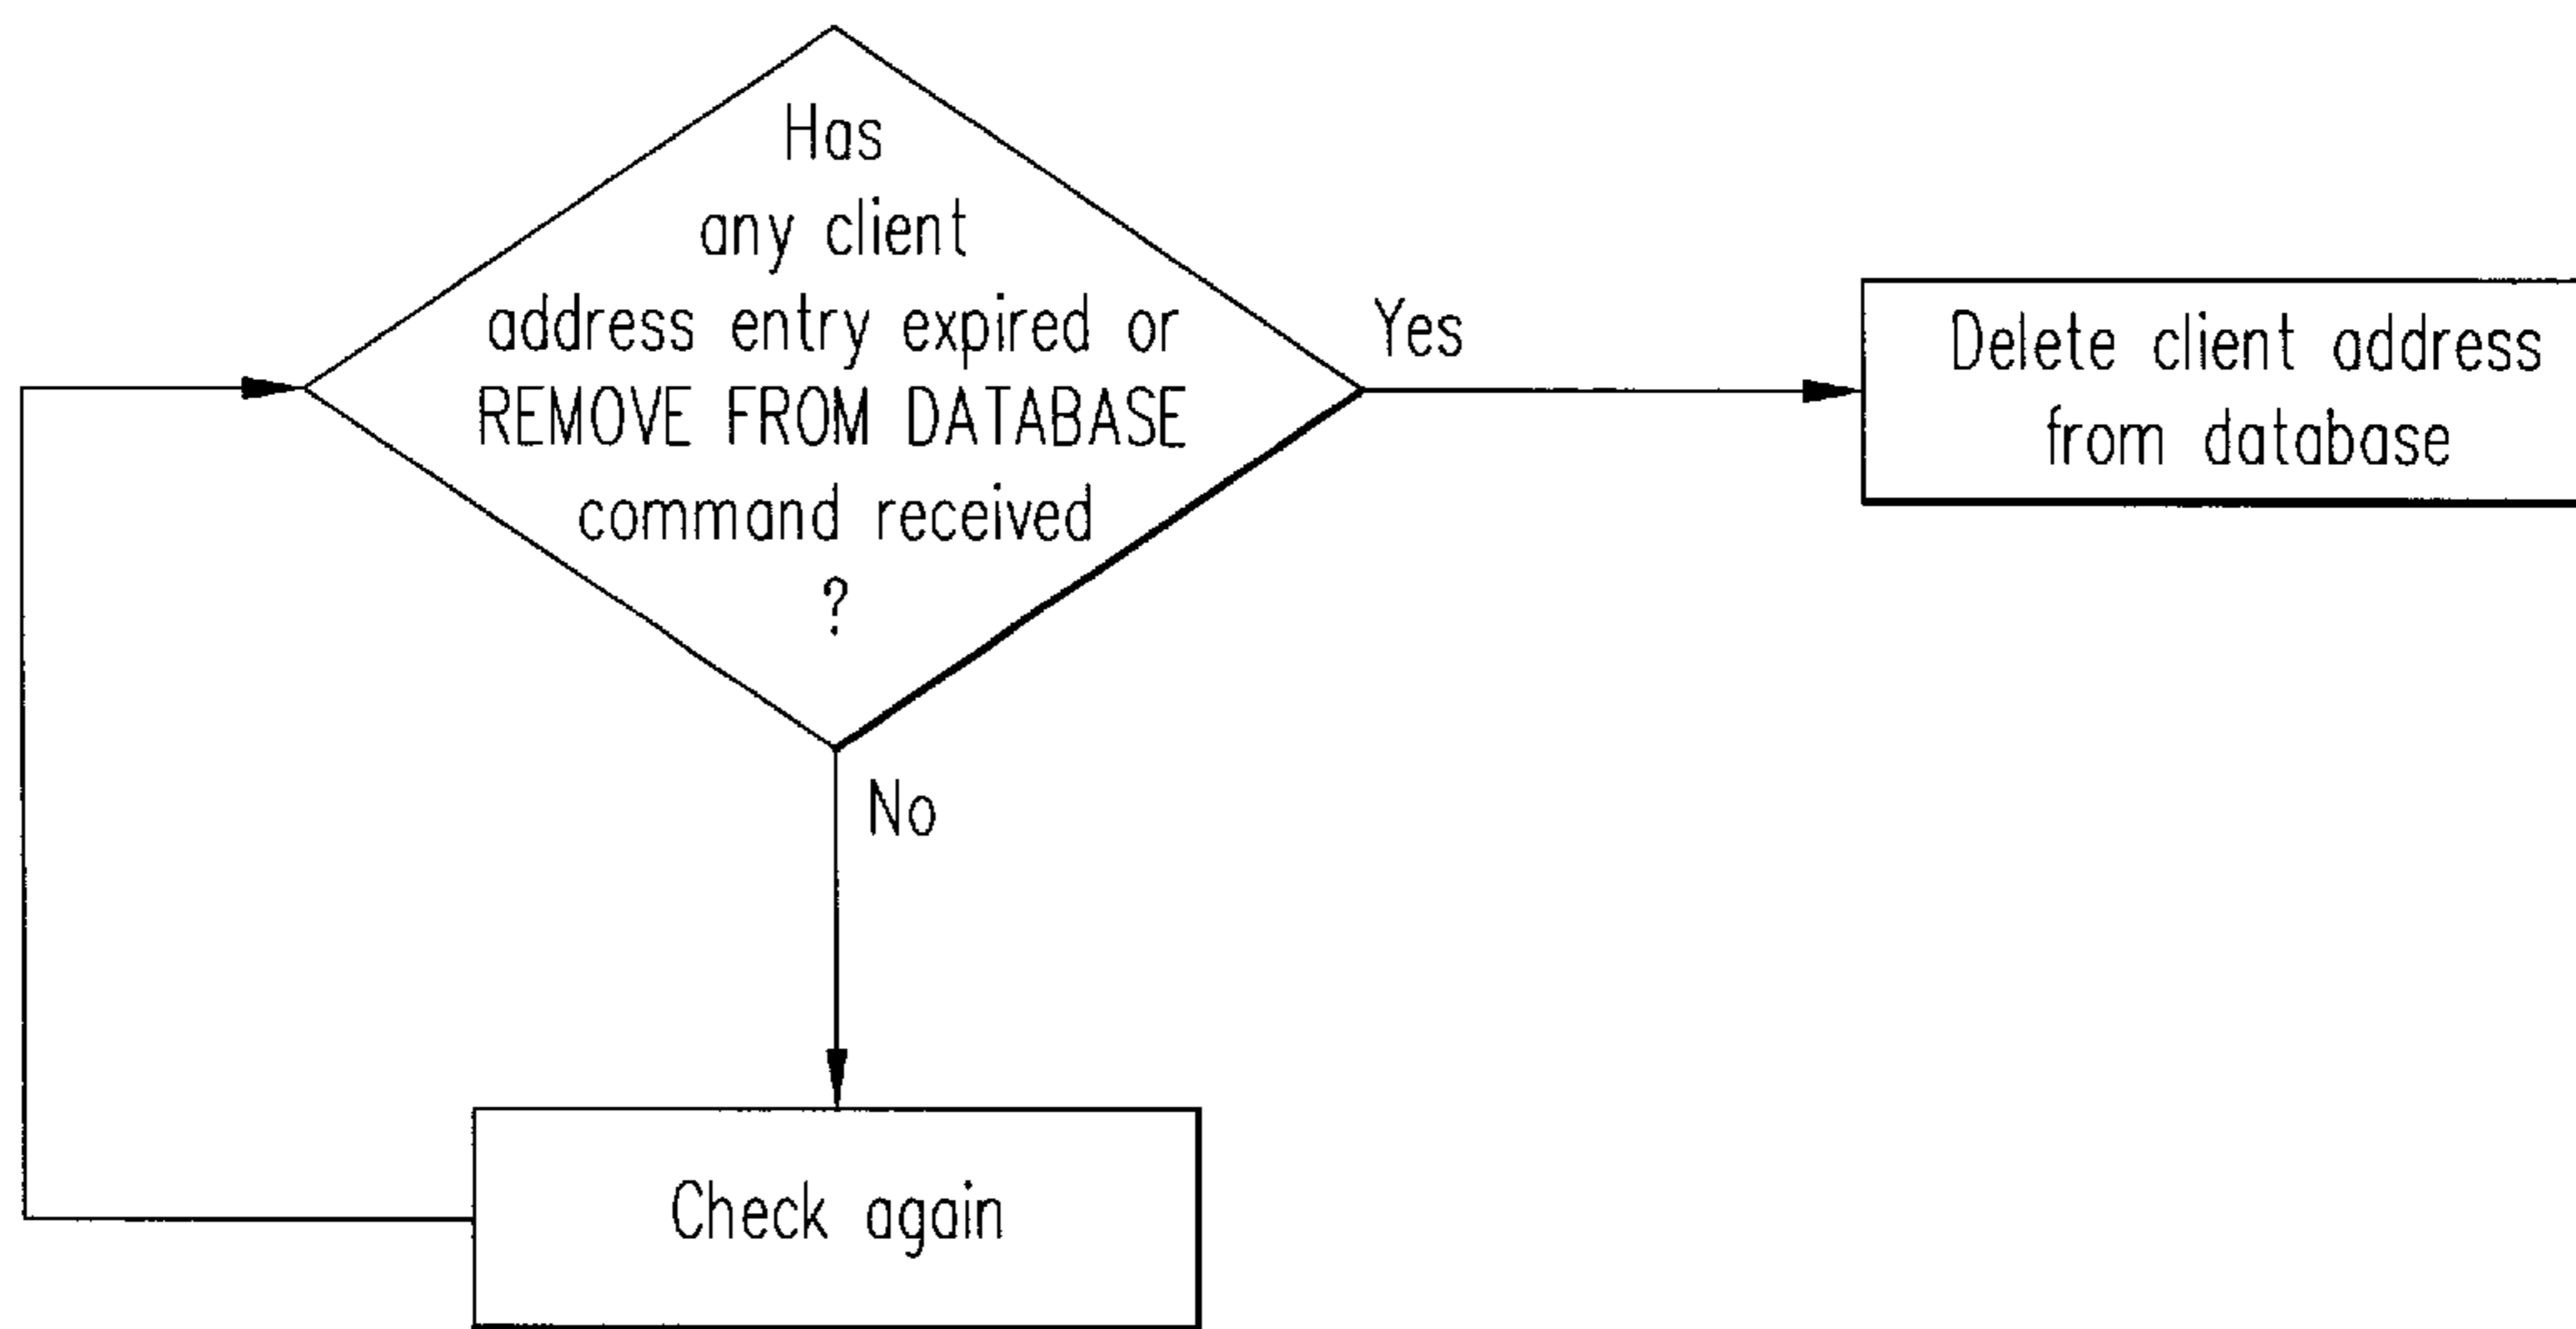 Has
any client
address entry expired or
REMOVE FROM DATABASE
command received
?
Yes
Delete client address
from database
No
Check again